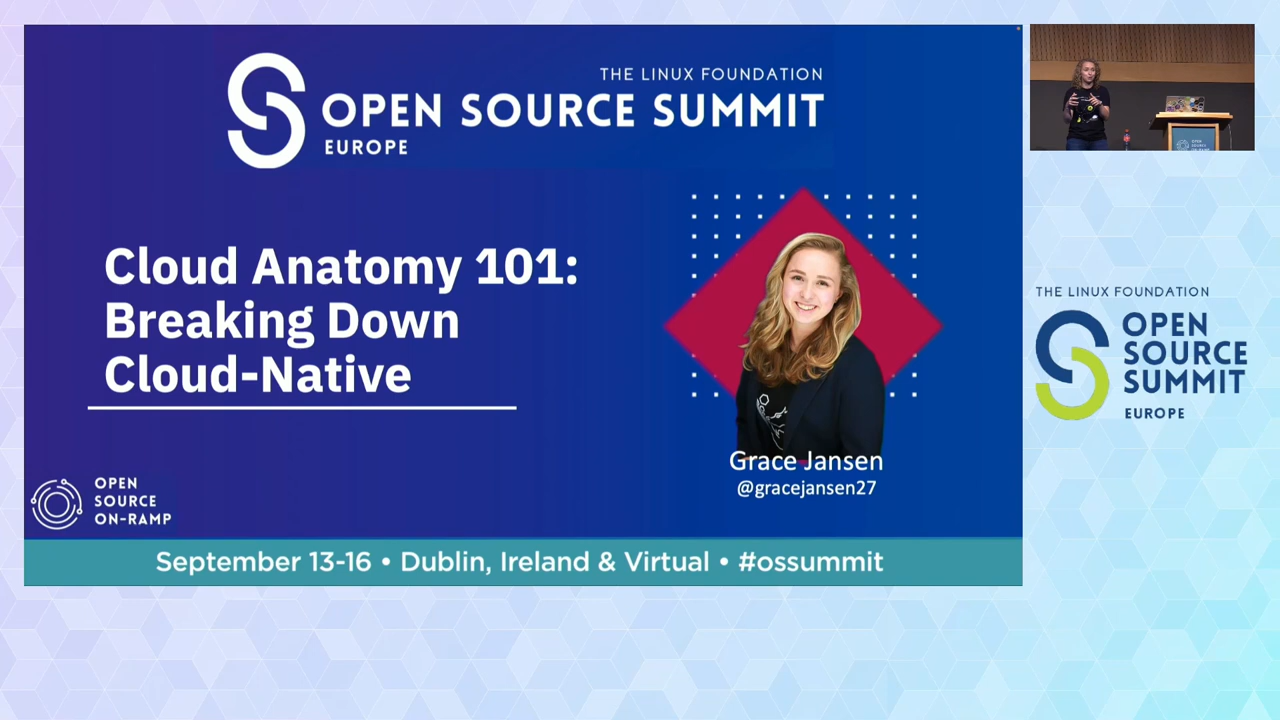 THE LINUX FOUNDATION
OPEN SOURCE SUMMIT
EUROPE
Cloud Anatomy 101:
Breaking Down
Cloud-Native
Grace Jansen
@gracejansen27
OPEN
SOURCE
ON-RAMP
September 13-16 • Dublin, Ireland & Virtual • #ossummit
THE LINUX FOUNDATION
OPEN
SOURCE
SUMMIT
EUROPE